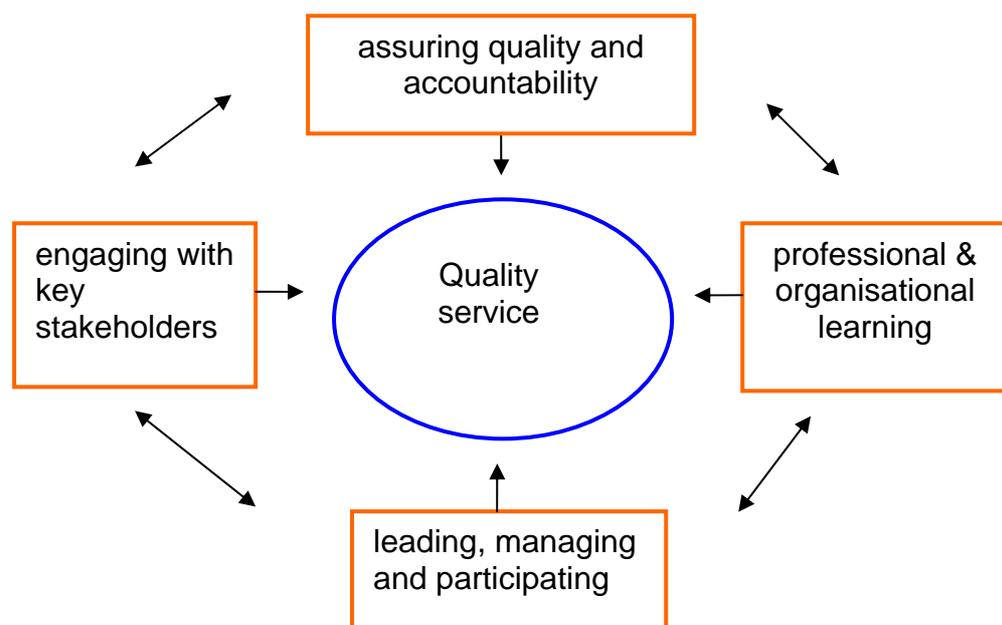 assuring quality and
accountability
engaging with
key
stakeholders
Quality
service
professional &
organisational
learning
leading, managing
and participating